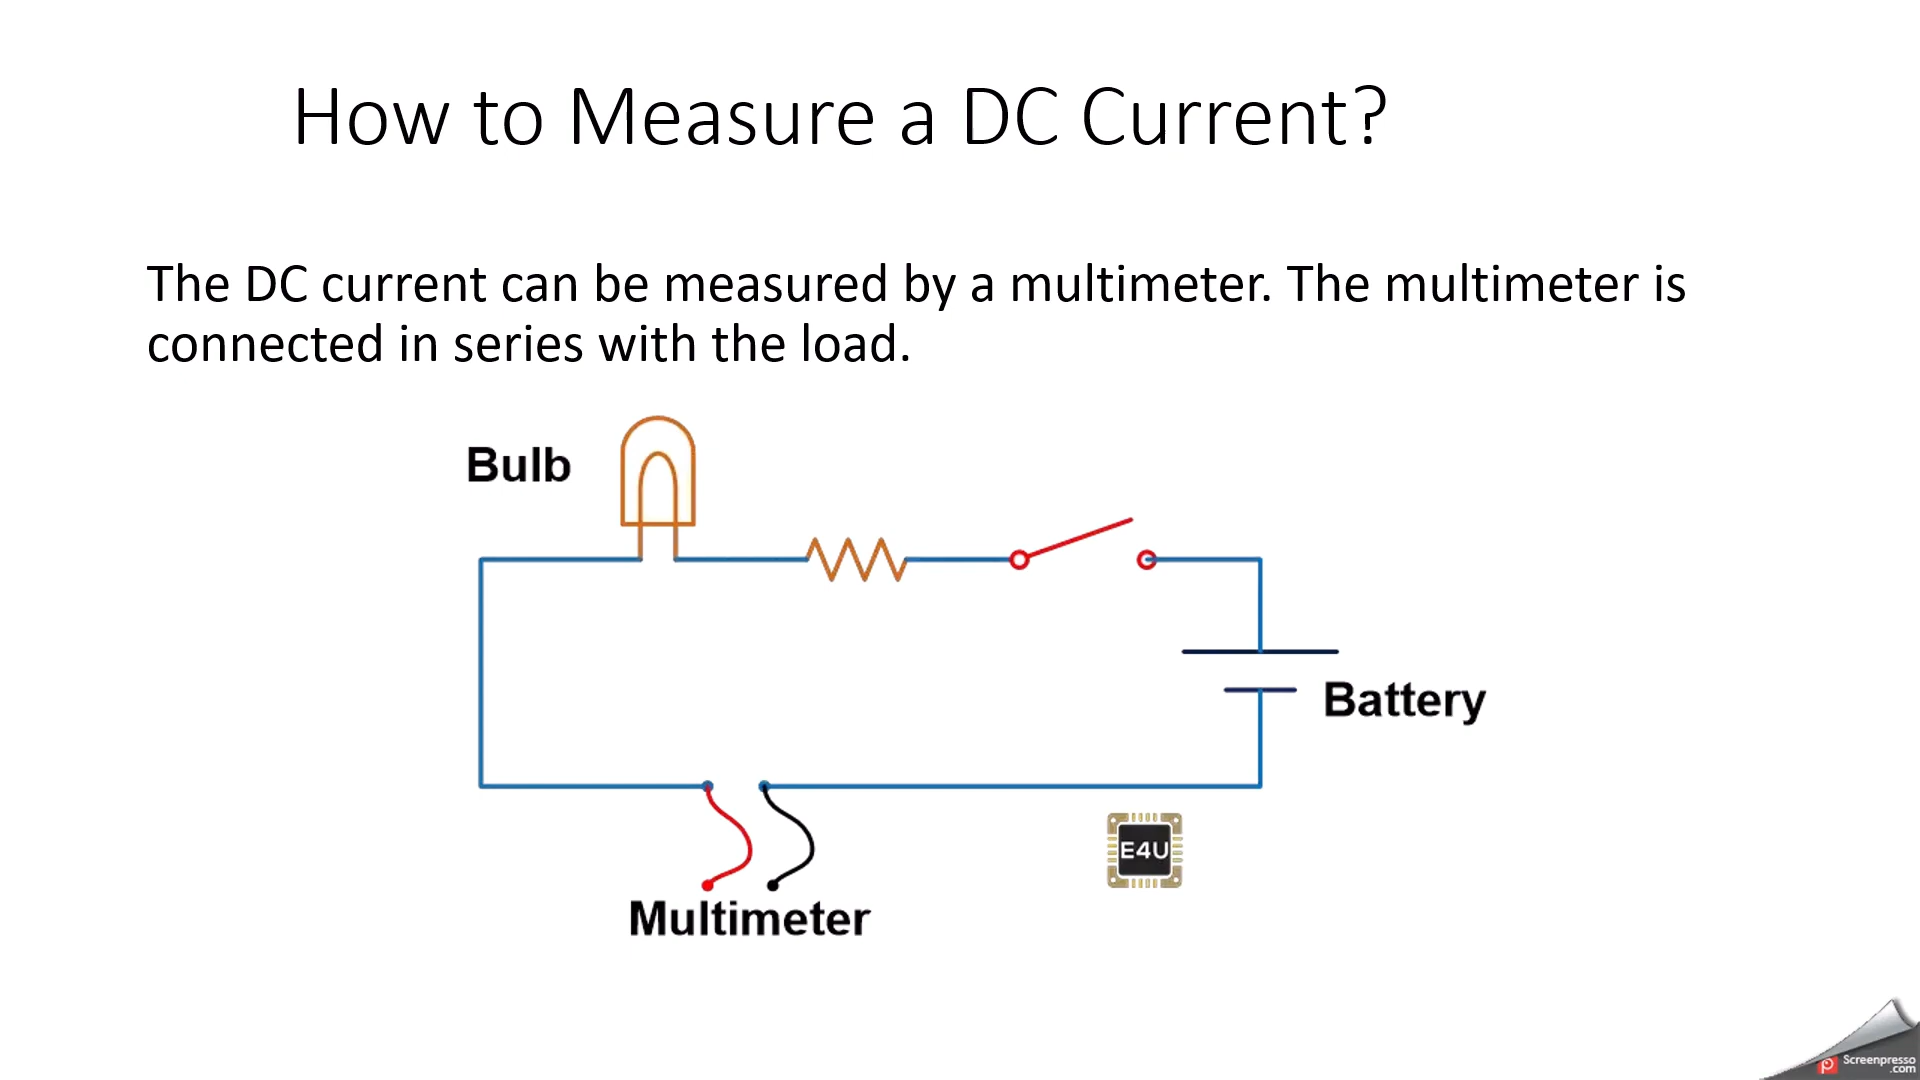 How to Measure a DC Current?
The DC current can be measured by a multimeter. The multimeter is
connected in series with the load.
Bulb
Battery
E4U
Multimeter
Screenpresso
.com